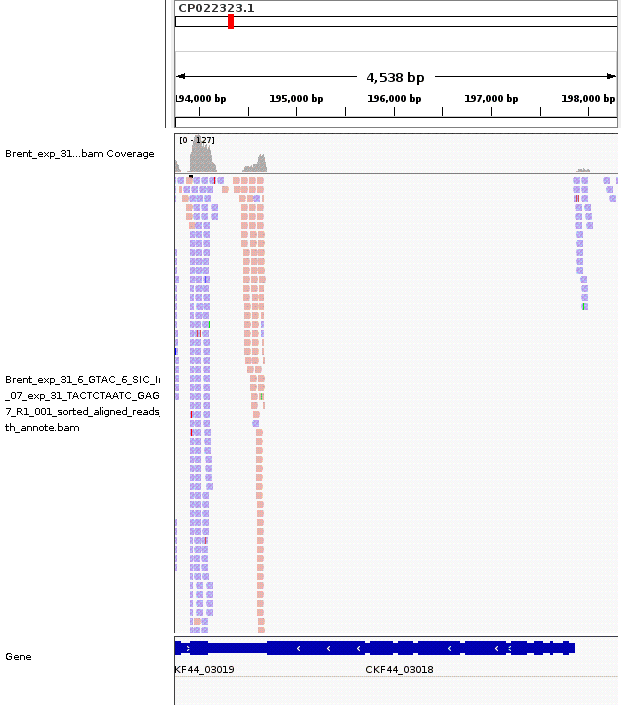 CP022323.1
4,538 bp
194,000 bp 195,000 bp 196,000 bp 197,000 bp 198,000 bp
[0 - 127]
Brent_exp_31...bam Coverage
Brent_exp_31_6_GTAC_6_SIC_I
_07_exp_31_TACTCTAATC_GAG
7_R1_001_sorted_aligned_reads_
th_annote.bam
Gene
KF44_03019 CKF44_03018